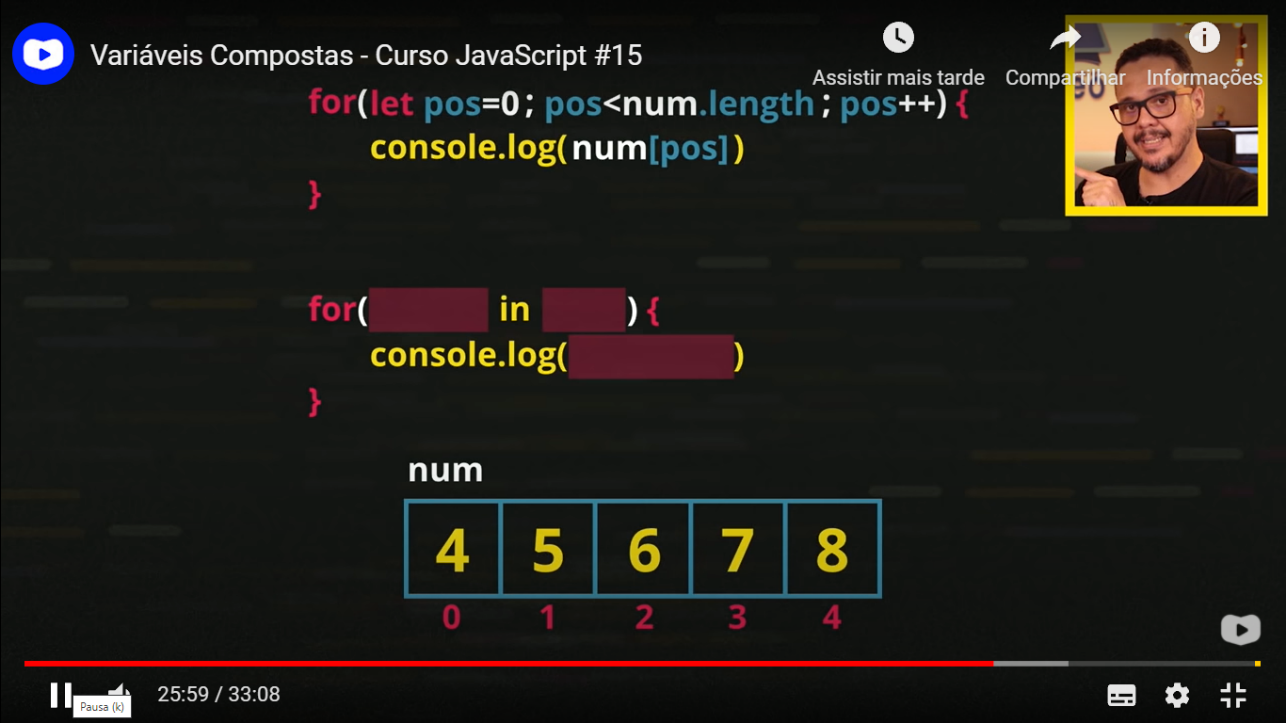 Variáveis Compostas - Curso JavaScript #15
Assistir mais tarde
Compartilhar
Informações
for(let pos=0; pos<num.length; pos++) {
console.log(num[pos])
}
for( in ) {
console.log( )
}
num
4 5 6 7 8
0 1 2 3 4
25:59 / 33:08
Pausa (k)